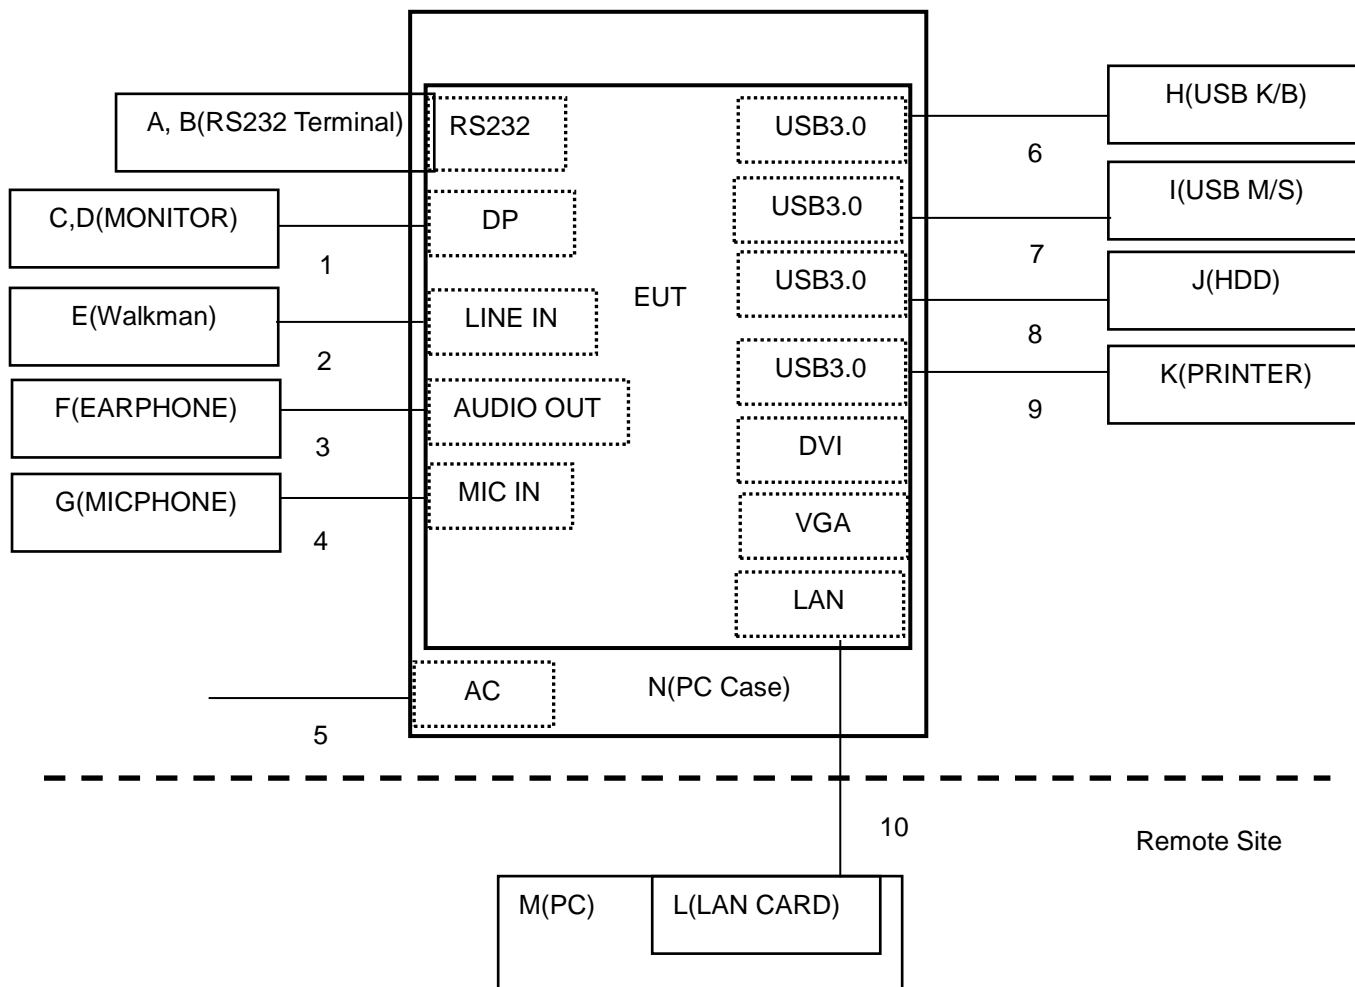 A, B(RS232 Terminal)
RS232
C,D(MONITOR)
DP
1
E(Walkman)
LINE IN
2
F(EARPHONE)
AUDIO OUT
3
G(MICPHONE)
MIC IN
4
EUT
USB3.0
H(USB K/B)
6
USB3.0
I(USB M/S)
7
USB3.0
J(HDD)
8
USB3.0
K(PRINTER)
9
DVI
VGA
LAN
AC
5
N(PC Case)
10
Remote Site
M(PC)
L(LAN CARD)